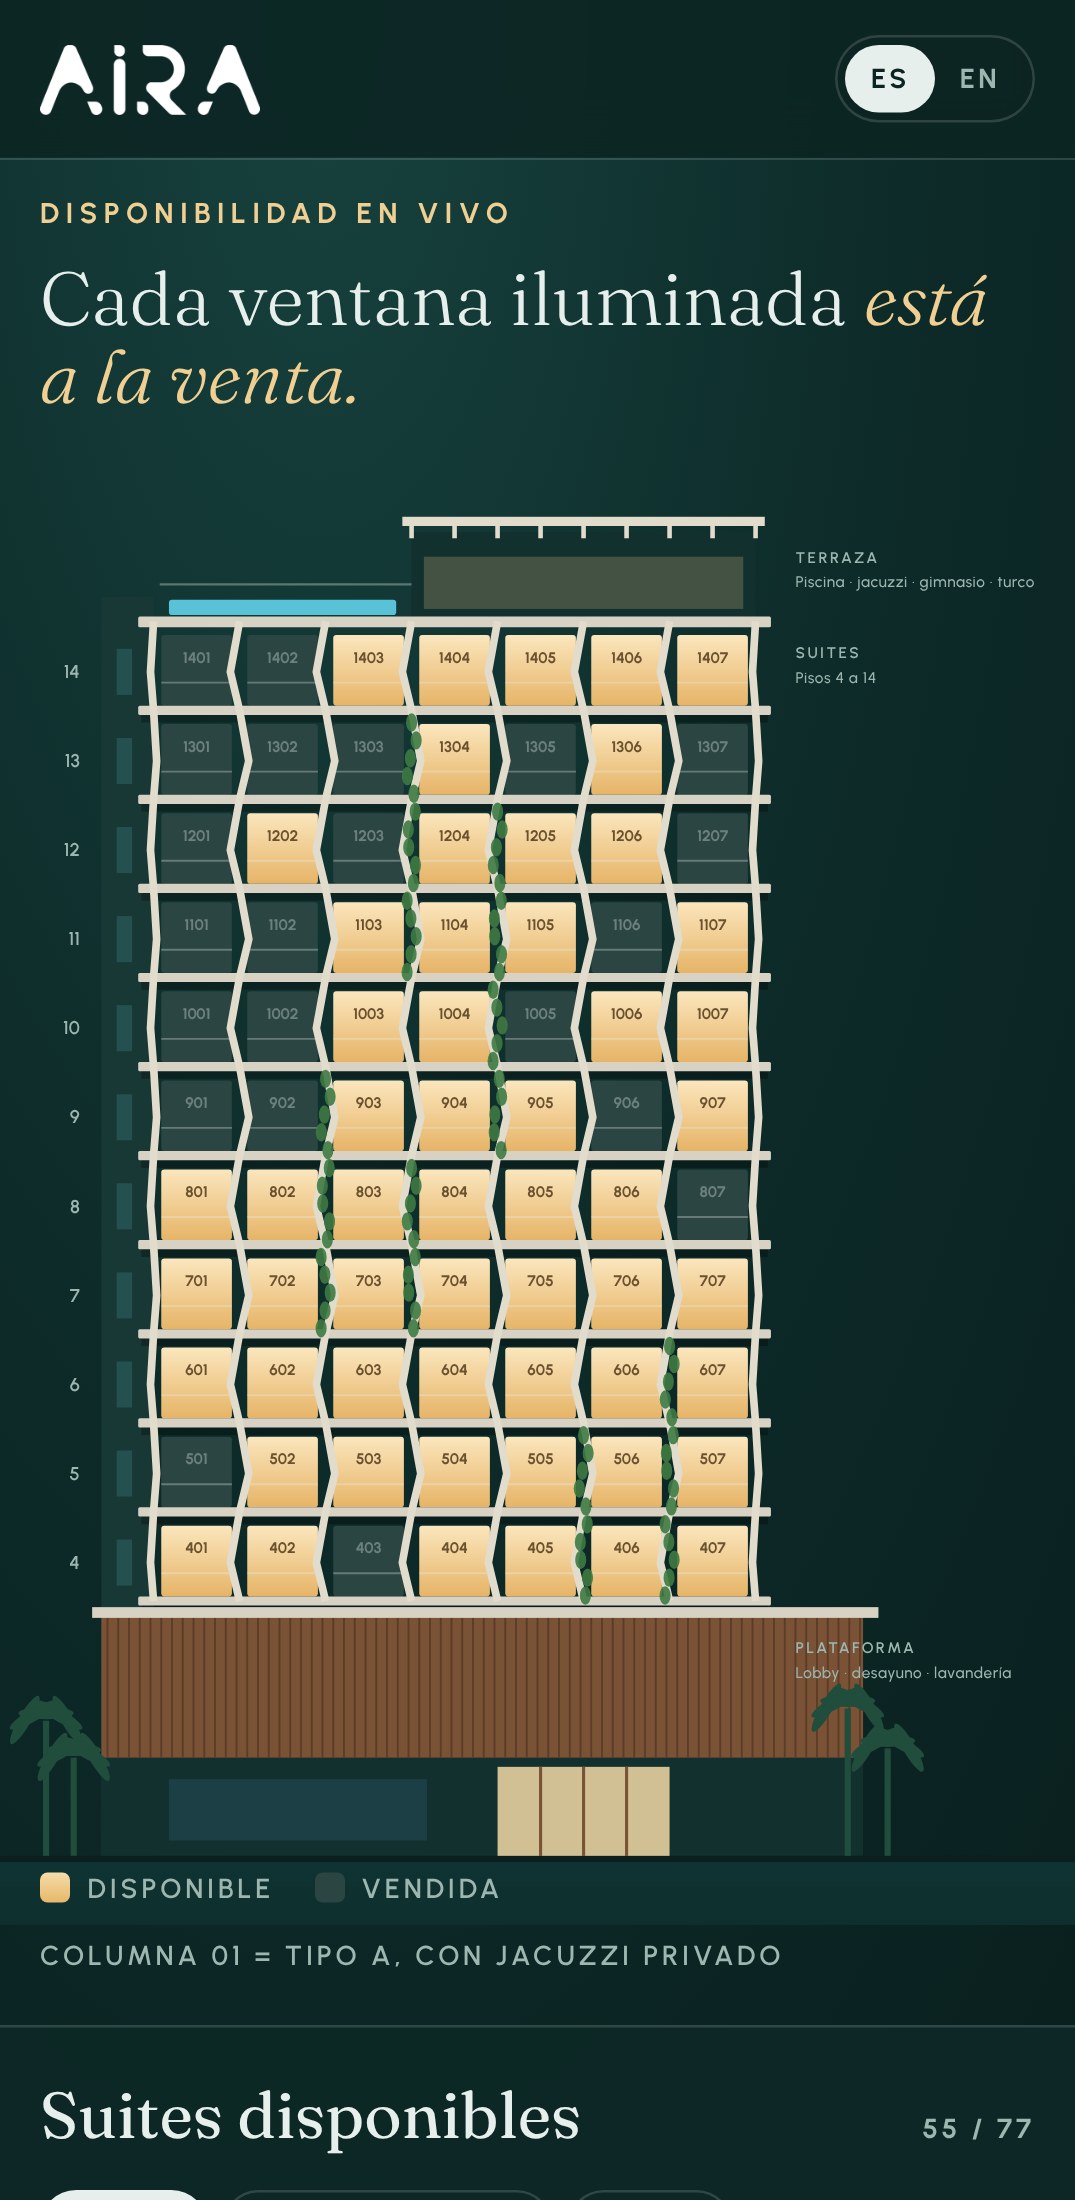 AiRA
ES EN
DISPONIBILIDAD EN VIVO
Cada ventana iluminada está
a la venta.
TERRAZA
Piscina · jacuzzi · gimnasio · turco
SUITES
Pisos 4 a 14
14 1401 1402 1403 1404 1405 1406 1407
13 1301 1302 1303 1304 1305 1306 1307
12 1201 1202 1203 1204 1205 1206 1207
11 1101 1102 1103 1104 1105 1106 1107
10 1001 1002 1003 1004 1005 1006 1007
9 901 902 903 904 905 906 907
8 801 802 803 804 805 806 807
7 701 702 703 704 705 706 707
6 601 602 603 604 605 606 607
5 501 502 503 504 505 506 507
4 401 402 403 404 405 406 407
PLATAFORMA
Lobby · desayuno · lavandería
DISPONIBLE VENDIDA
COLUMNA 01 = TIPO A, CON JACUZZI PRIVADO
Suites disponibles 55 / 77